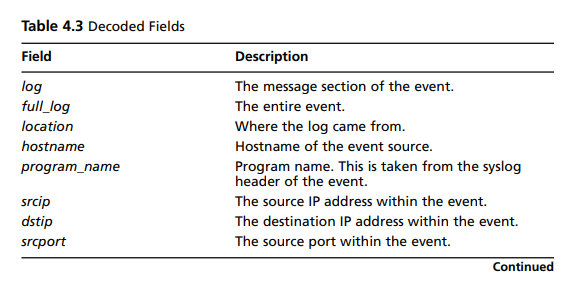 Table 4.3 Decoded Fields
Field Description
log The message section of the event.
full_log The entire event.
location Where the log came from.
hostname Hostname of the event source.
program_name Program name. This is taken from the syslog
header of the event.
srcip The source IP address within the event.
dstip The destination IP address within the event.
srcport The source port within the event.
Continued